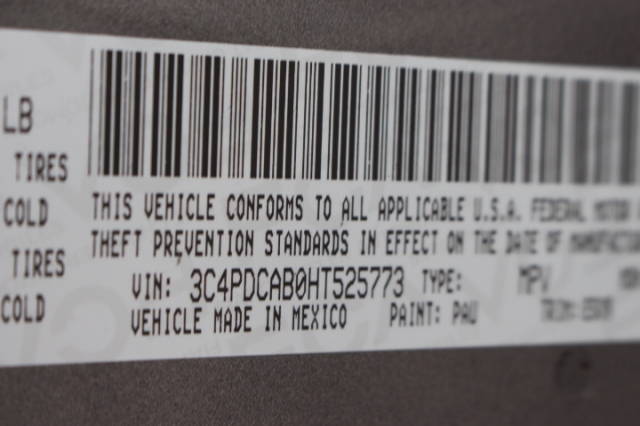 LB
TIRES
COLD
TIRES
COLD
THIS VEHICLE CONFORMS TO ALL APPLICABLE U.S.A. FEDERAL MOTOR
THEFT PREVENTION STANDARDS IN EFFECT ON THE DATE OF
VIN: 3C4PDCAB0HT525773 TYPE: MPV
VEHICLE MADE IN MEXICO PAINT: PAU TRIM: